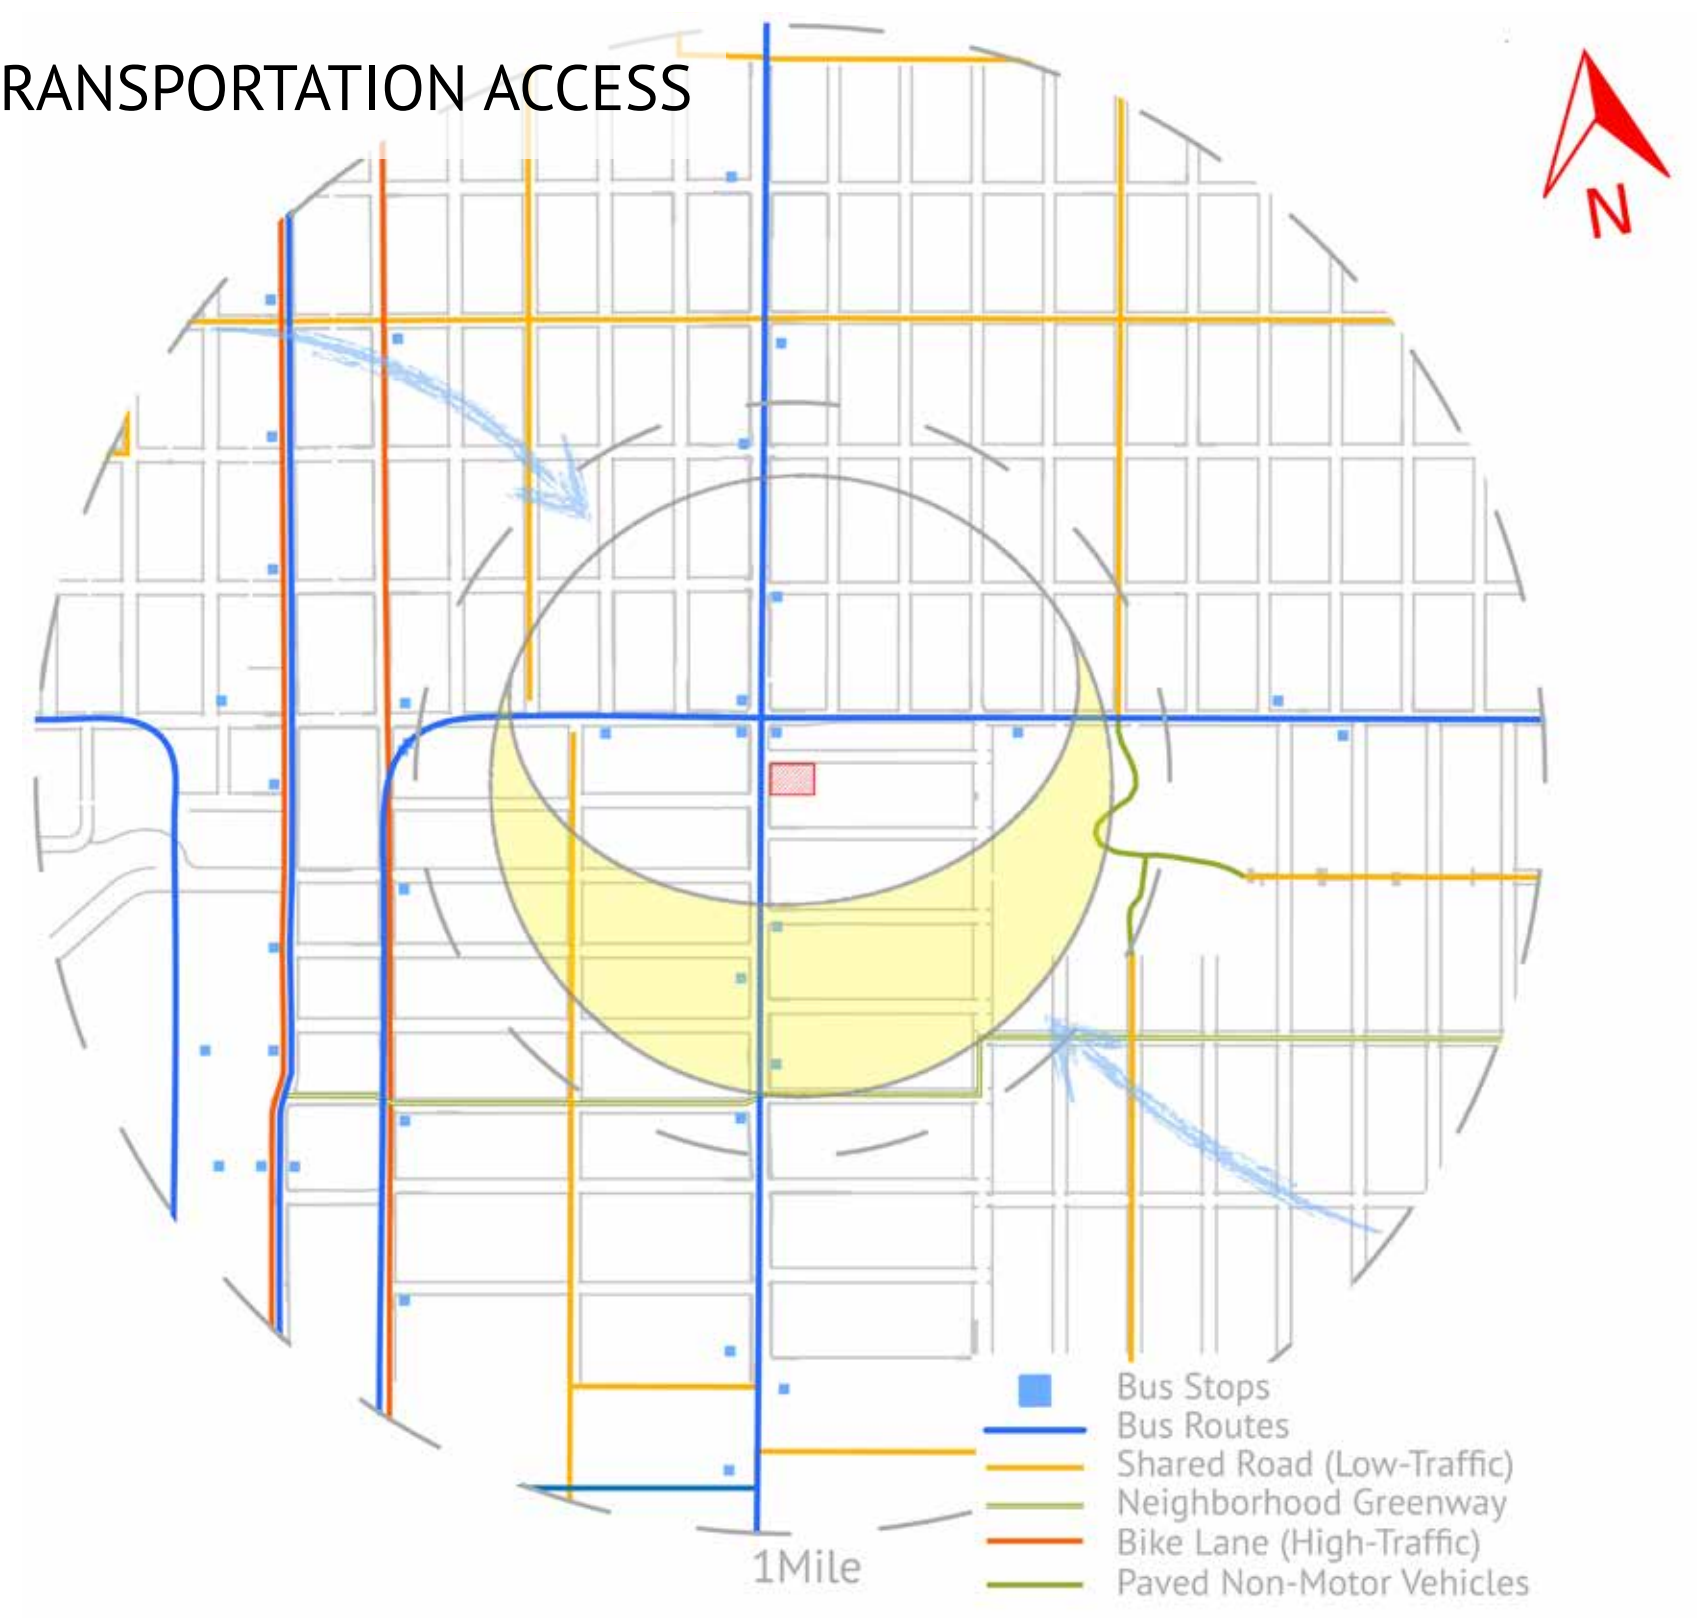 RANSPORTATION ACCESS
N
Bus Stops
Bus Routes
Shared Road (Low-Traffic)
Neighborhood Greenway
Bike Lane (High-Traffic)
Paved Non-Motor Vehicles
1Mile